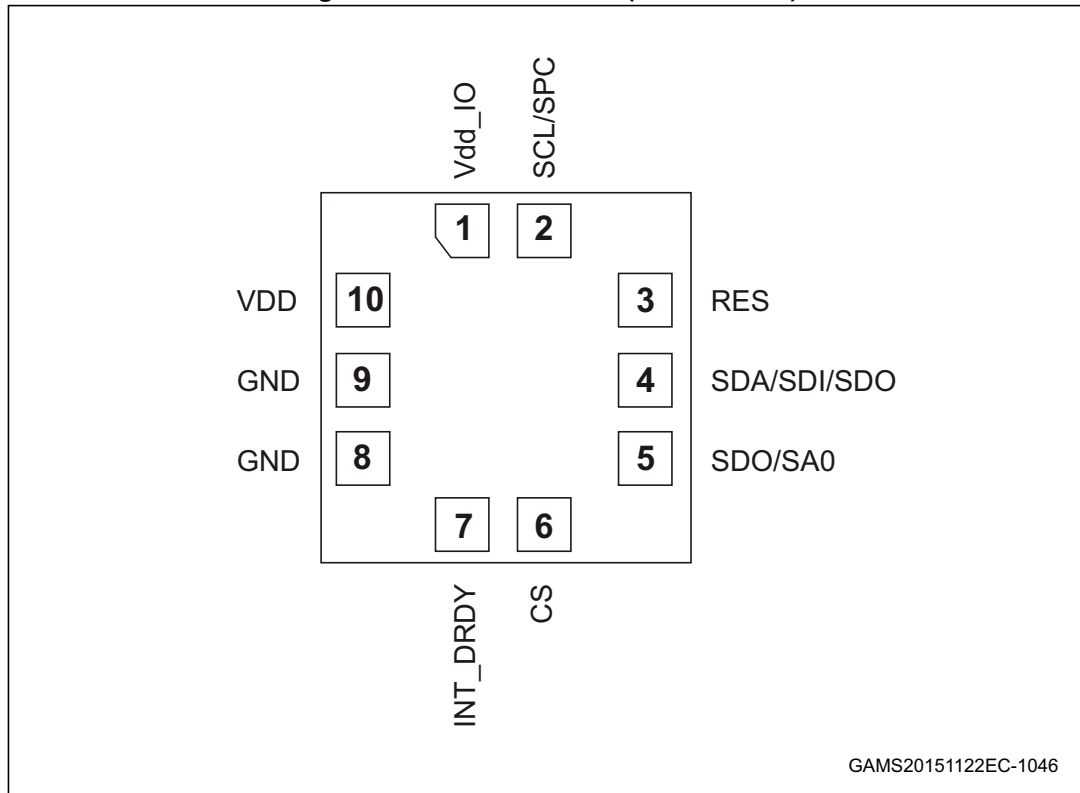 Vdd_IO
SCL/SPC
1
2
VDD
10
3
RES
GND
9
4
SDA/SDI/SDO
GND
8
5
SDO/SA0
7
6
INT_DRDY
CS
GAMS20151122EC-1046